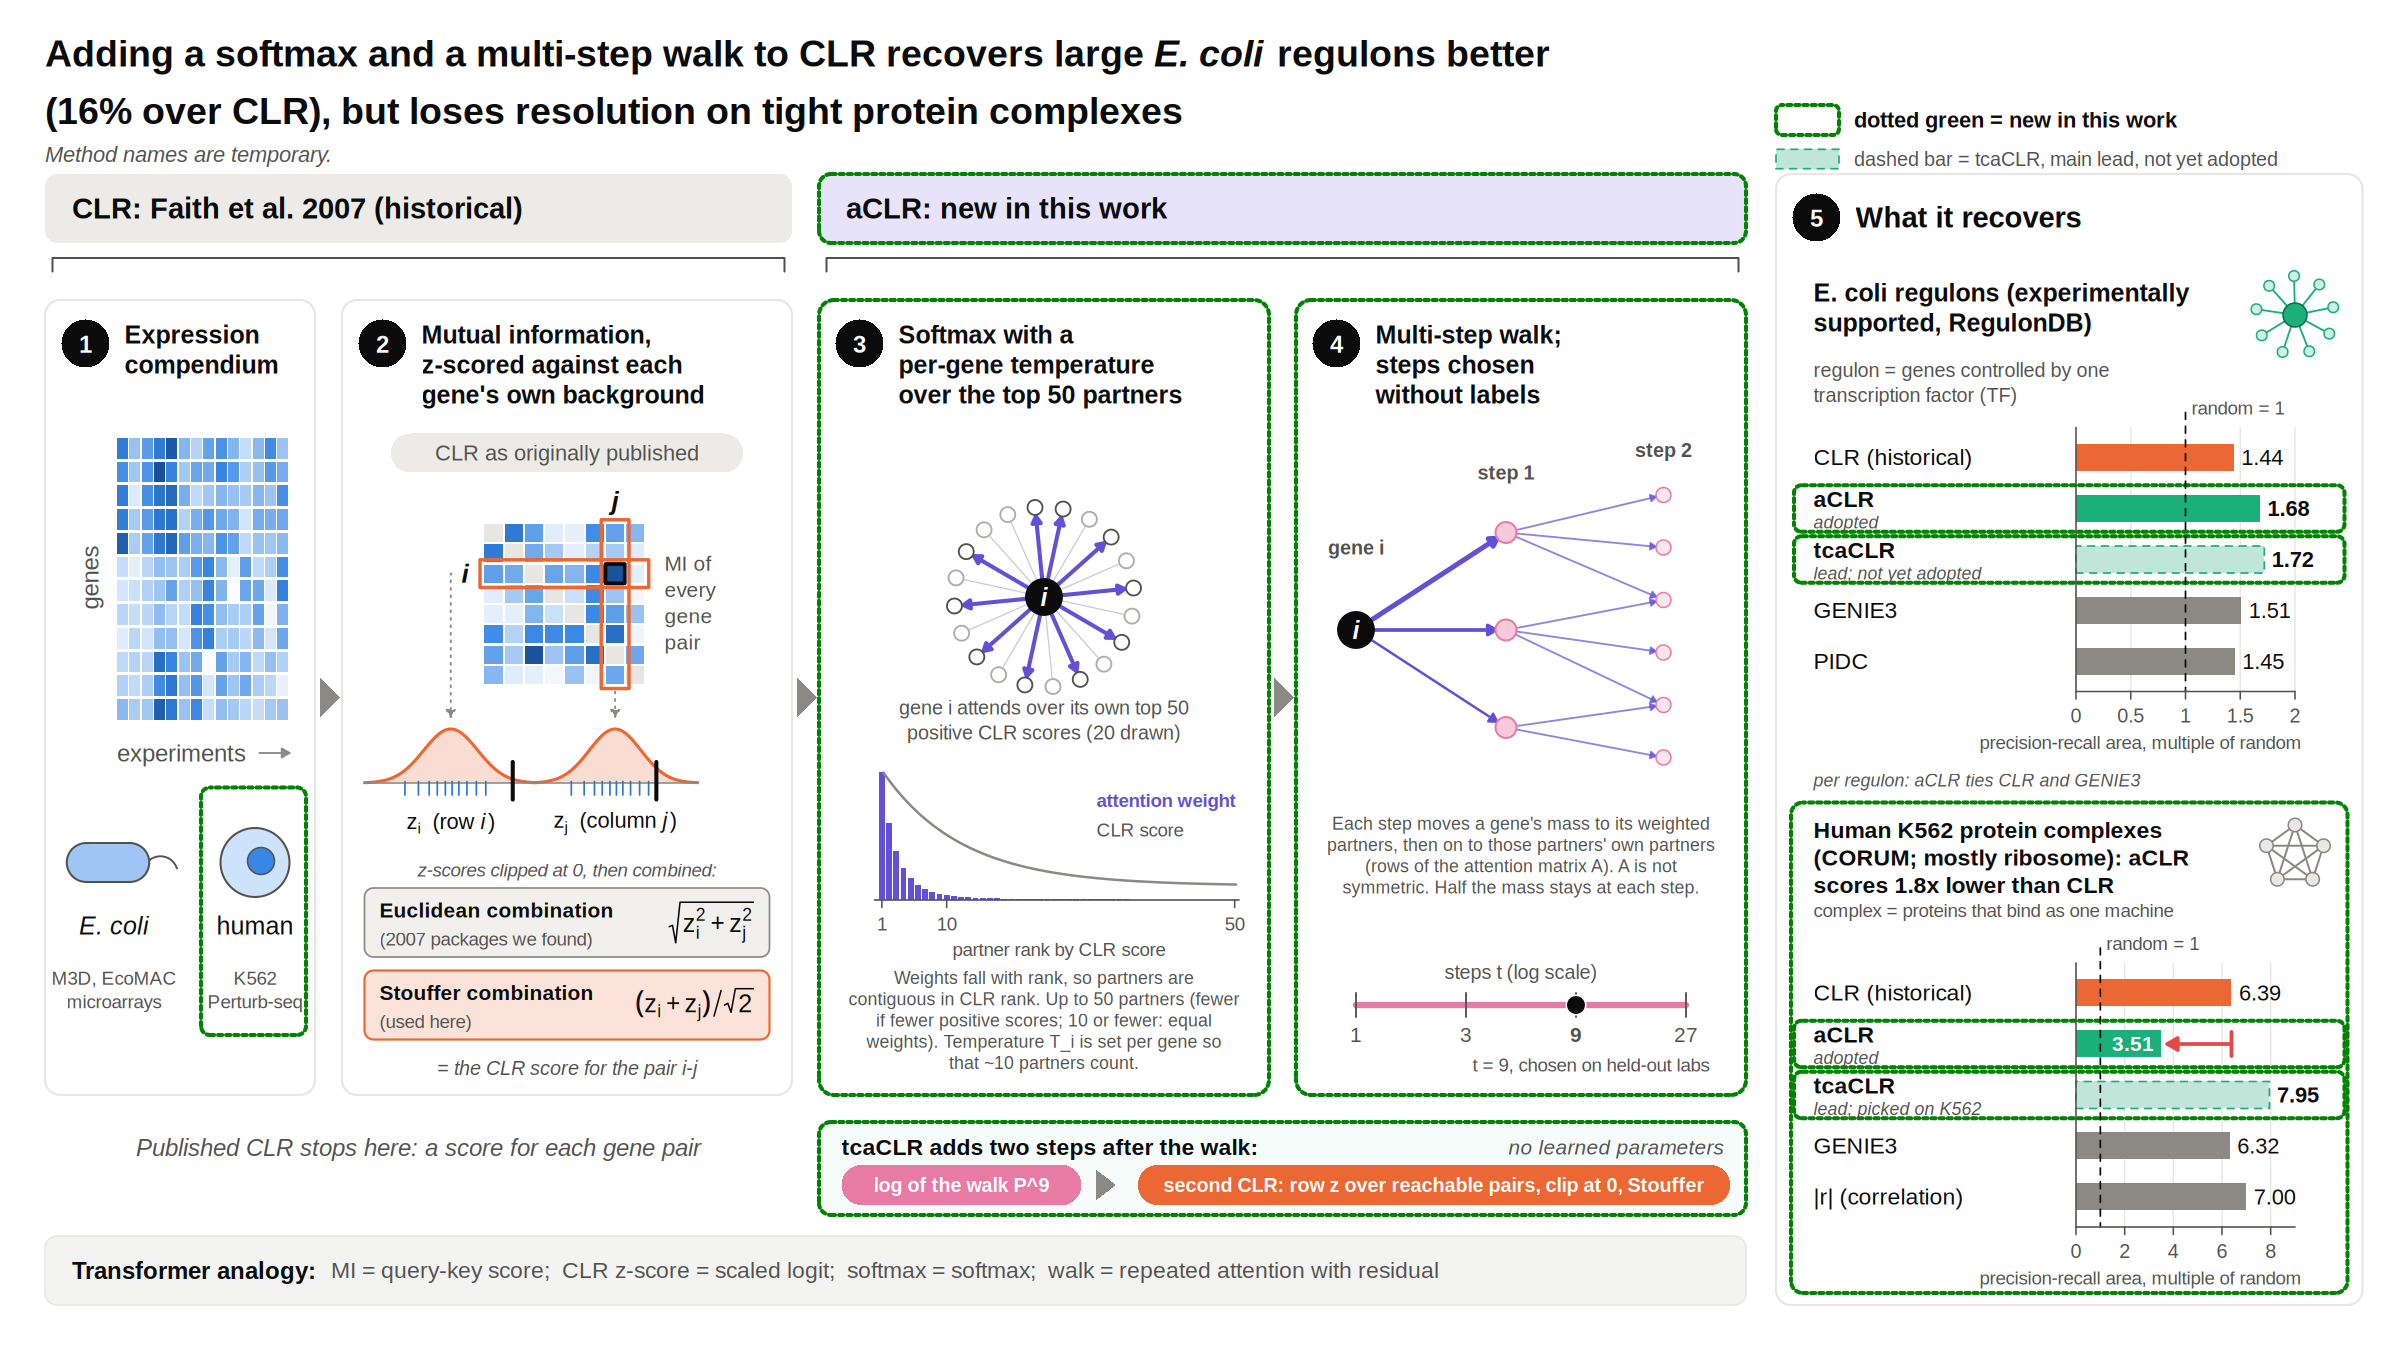 Adding a softmax and a multi-step walk to CLR recovers large E. coli regulons better
(16% over CLR), but loses resolution on tight protein complexes
Method names are temporary.
dotted green = new in this work
dashed bar = tcaCLR, main lead, not yet adopted
CLR: Faith et al. 2007 (historical)
aCLR: new in this work
1
Expression
compendium
genes
experiments
E. coli
human
M3D, EcoMAC
microarrays
K562
Perturb-seq
2
Mutual information,
z-scored against each
gene's own background
CLR as originally published
j
i
MI of
every
gene
pair
z_i (row i)
z_j (column j)
z-scores clipped at 0, then combined:
Euclidean combination
(2007 packages we found)
√(z_i^2 + z_j^2)
Stouffer combination
(used here)
(z_i + z_j)/√2
= the CLR score for the pair i-j
Published CLR stops here: a score for each gene pair
3
Softmax with a
per-gene temperature
over the top 50 partners
i
gene i attends over its own top 50
positive CLR scores (20 drawn)
attention weight
CLR score
1 10 50
partner rank by CLR score
Weights fall with rank, so partners are
contiguous in CLR rank. Up to 50 partners (fewer
if fewer positive scores; 10 or fewer: equal
weights). Temperature T_i is set per gene so
that ~10 partners count.
4
Multi-step walk;
steps chosen
without labels
step 2
step 1
gene i
i
Each step moves a gene's mass to its weighted
partners, then on to those partners' own partners
(rows of the attention matrix A). A is not
symmetric. Half the mass stays at each step.
steps t (log scale)
1 3 9 27
t = 9, chosen on held-out labs
tcaCLR adds two steps after the walk:
no learned parameters
log of the walk P^9
second CLR: row z over reachable pairs, clip at 0, Stouffer
Transformer analogy: MI = query-key score; CLR z-score = scaled logit; softmax = softmax; walk = repeated attention with residual
5
What it recovers
E. coli regulons (experimentally
supported, RegulonDB)
regulon = genes controlled by one
transcription factor (TF)
random = 1
CLR (historical) 1.44
aCLR 1.68
adopted
tcaCLR 1.72
lead; not yet adopted
GENIE3 1.51
PIDC 1.45
0 0.5 1 1.5 2
precision-recall area, multiple of random
per regulon: aCLR ties CLR and GENIE3
Human K562 protein complexes
(CORUM; mostly ribosome): aCLR
scores 1.8x lower than CLR
complex = proteins that bind as one machine
random = 1
CLR (historical) 6.39
aCLR 3.51
adopted
tcaCLR 7.95
lead; picked on K562
GENIE3 6.32
|r| (correlation) 7.00
0 2 4 6 8
precision-recall area, multiple of random